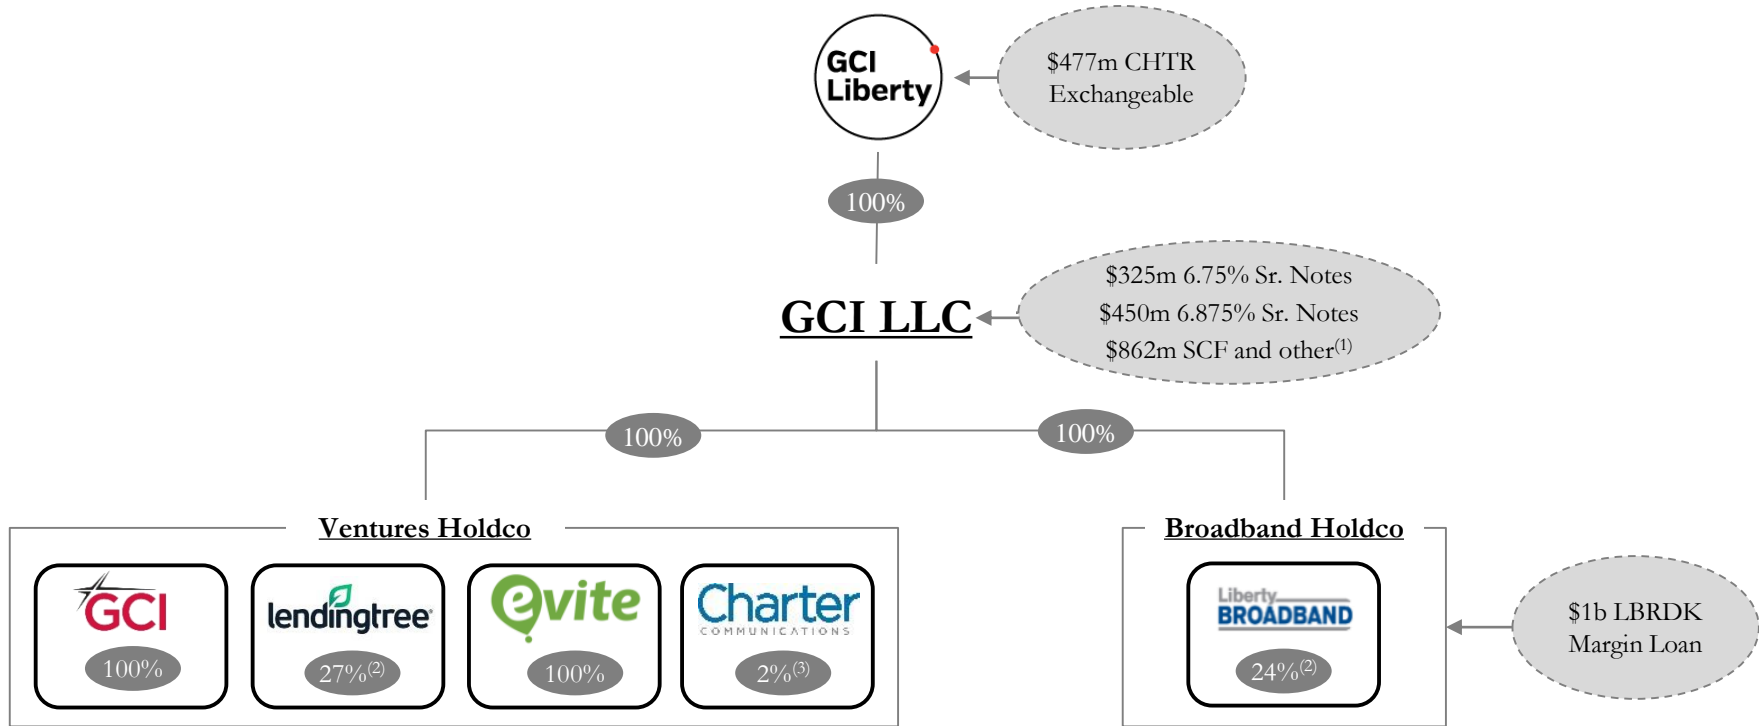 GCI
Liberty
$477m CHTR
Exchangeable
100%
$325m 6.75% Sr. Notes
$450m 6.875% Sr. Notes
$862m SCF and other(1)
GCI LLC
100%
100%
Ventures Holdco
GCI
100%
lendingtree®
27%(2)
evite
100%
Charter
COMMUNICATIONS
2%(3)
Broadband Holdco
Liberty
BROADBAND
24%(2)
$1b LBRDK
Margin Loan